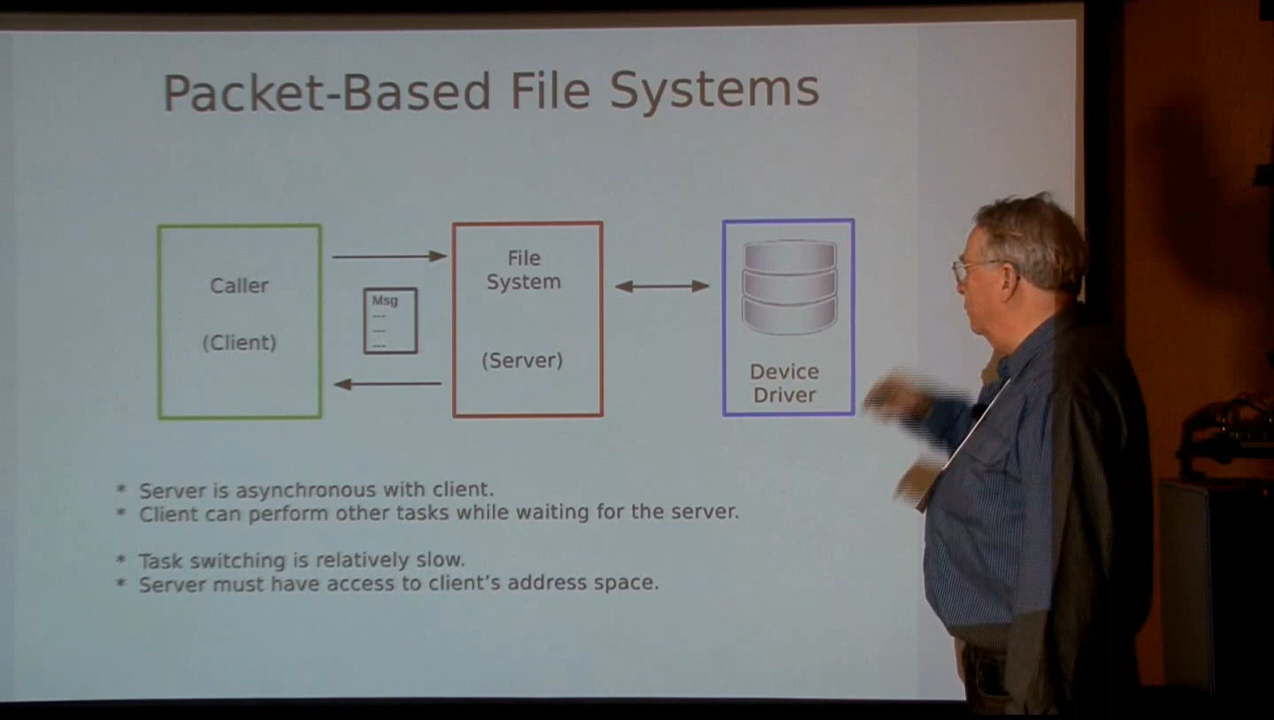 Packet-Based File Systems
Caller
(Client)
Msg
---
---
---
File
System
(Server)
Device
Driver
* Server is asynchronous with client.
* Client can perform other tasks while waiting for the server.
* Task switching is relatively slow.
* Server must have access to client's address space.